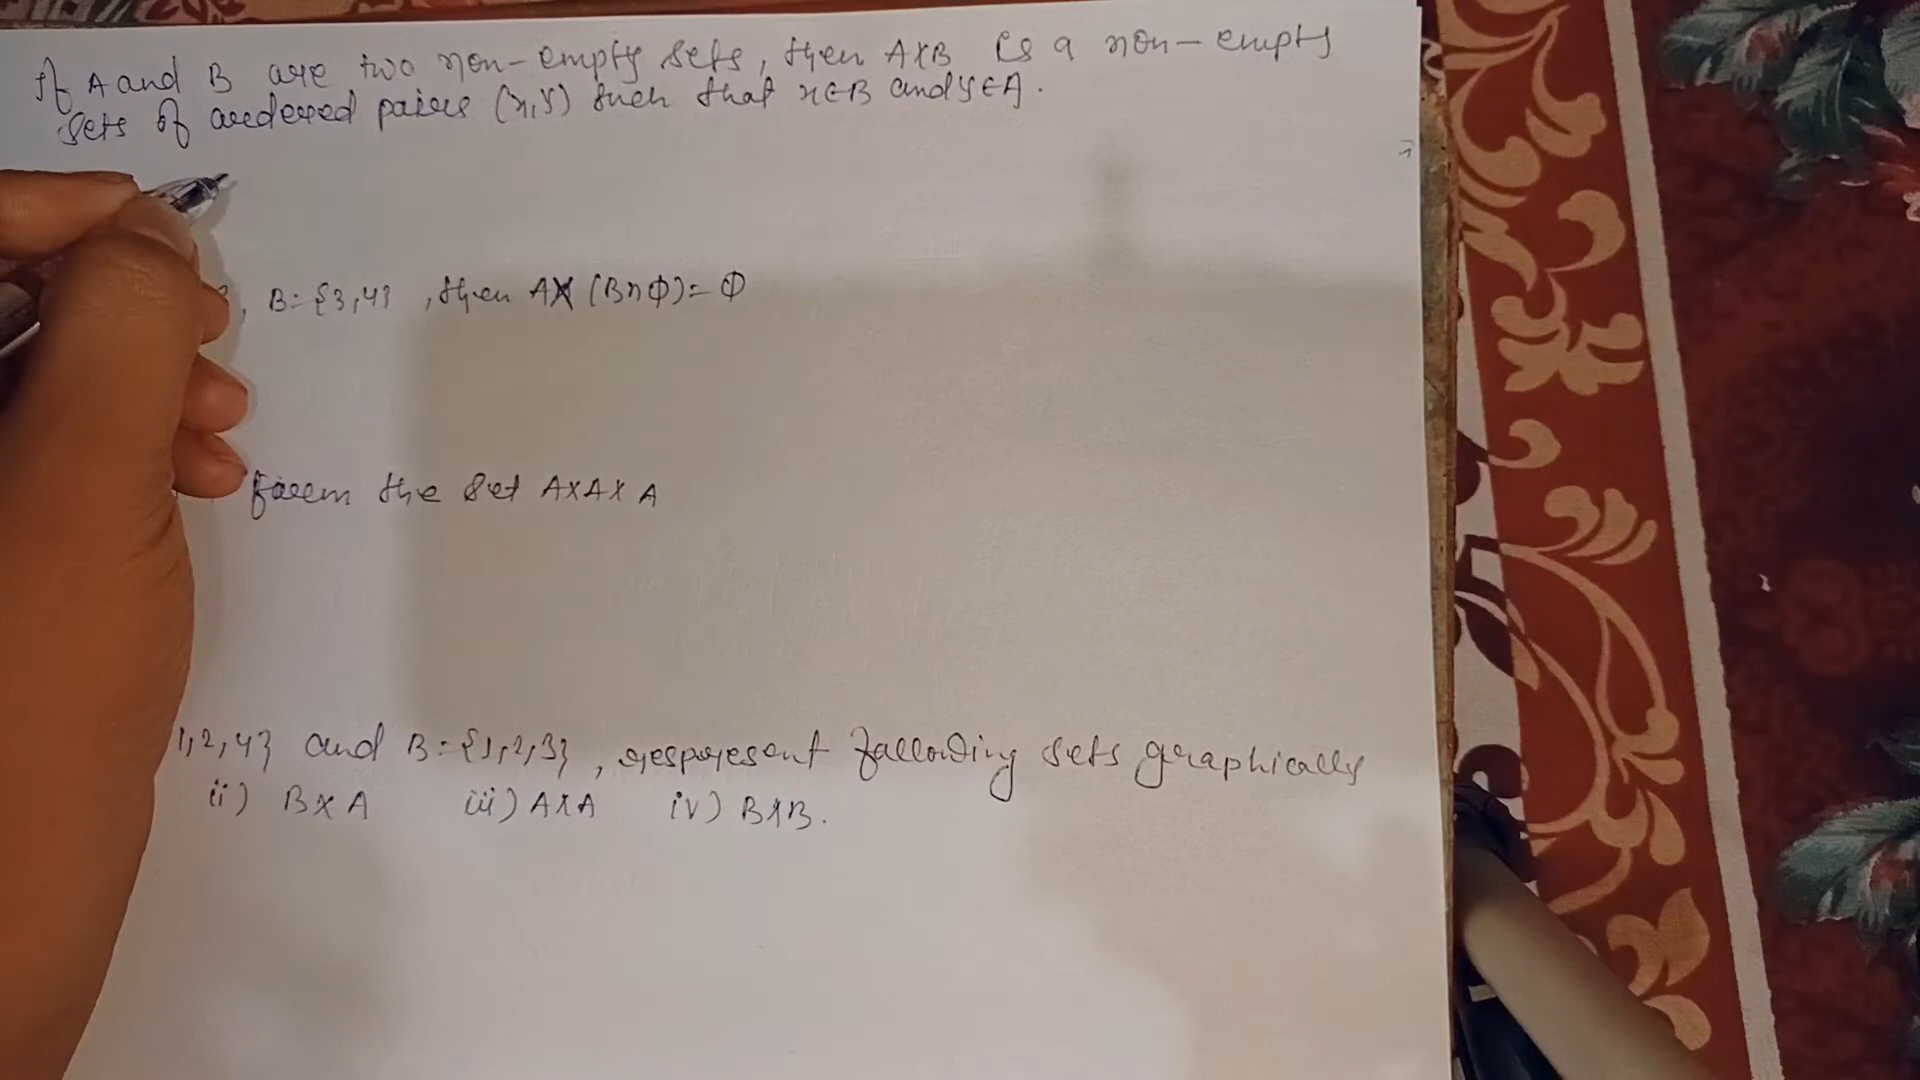 If A and B are two non-empty sets, then A×B is a non-empty
sets of ordered pairs (x,y) such that x∈B and y∈A.
, B={3,4} , then A× (B∩Φ)=Φ
form the set A×A×A
1,2,4} and B={1,2,3}, represent following sets graphically
ii) B×A iii) A×A iv) B×B.